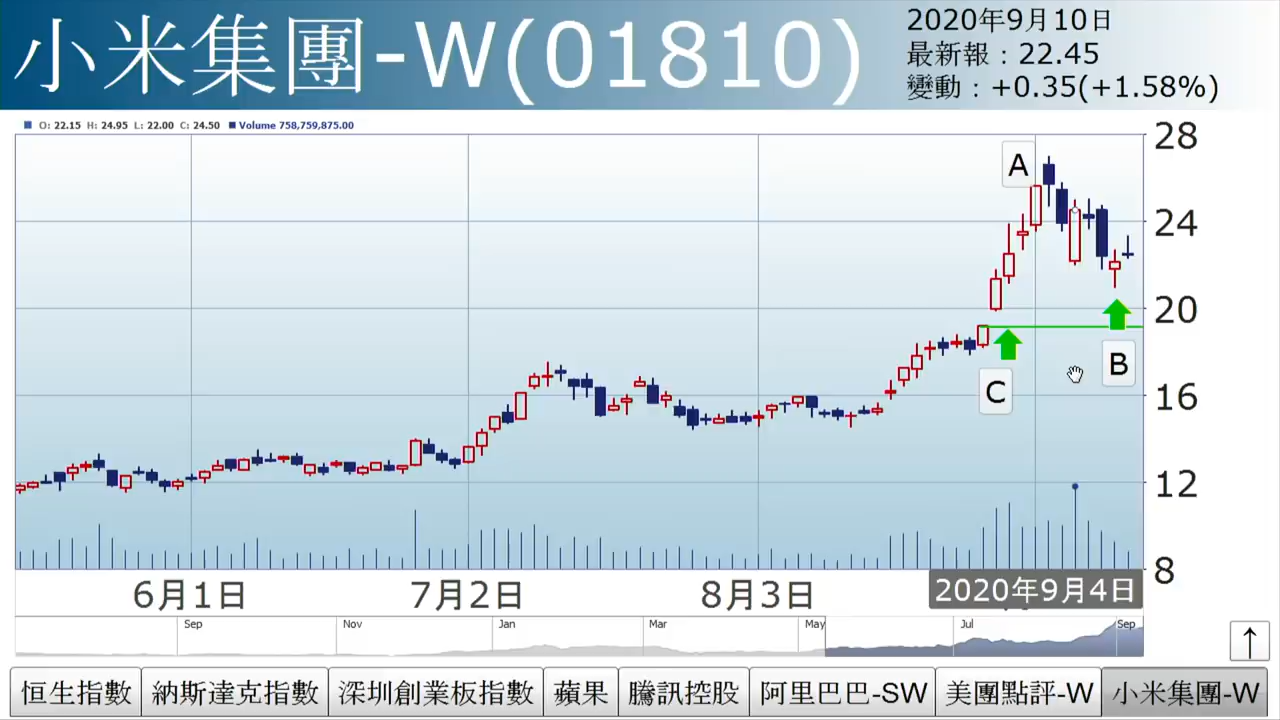 小米集團-W(01810)
2020年9月10日
最新報：22.45
變動：+0.35(+1.58%)
O: 22.15 H: 24.95 L: 22.00 C: 24.50 Volume 758,759,875.00
28
A
24
20
B
C
16
12
8
6月1日 7月2日 8月3日 2020年9月4日
Sep Nov Jan Mar May Jul Sep
↑
恒生指數 納斯達克指數 深圳創業板指數 蘋果 騰訊控股 阿里巴巴-SW 美團點評-W 小米集團-W